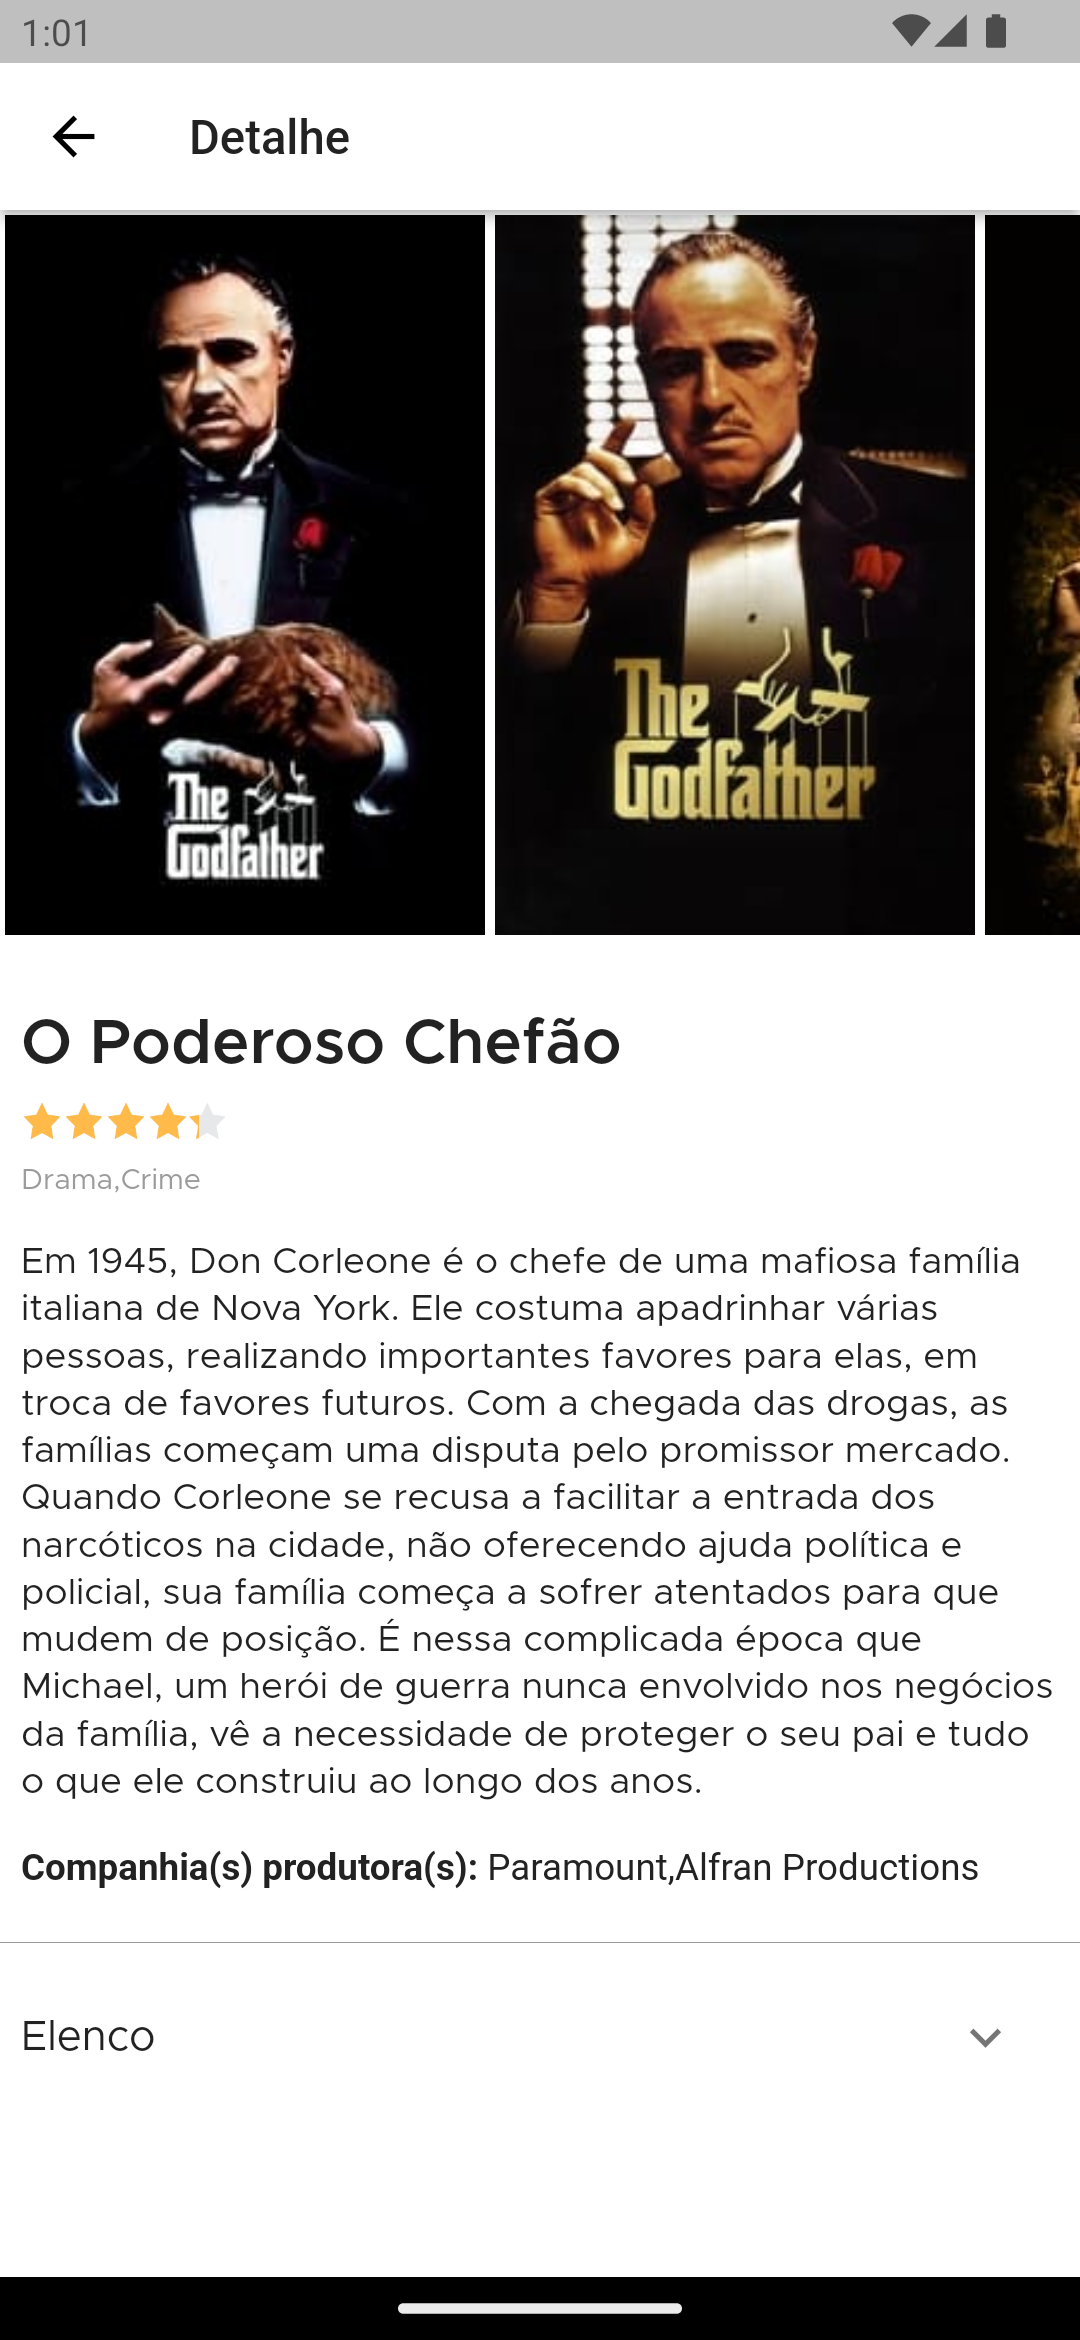 1:01
Detalhe
The
Godfather
The
Godfather
O Poderoso Chefão
Drama,Crime
Em 1945, Don Corleone é o chefe de uma mafiosa família
italiana de Nova York. Ele costuma apadrinhar várias
pessoas, realizando importantes favores para elas, em
troca de favores futuros. Com a chegada das drogas, as
famílias começam uma disputa pelo promissor mercado.
Quando Corleone se recusa a facilitar a entrada dos
narcóticos na cidade, não oferecendo ajuda política e
policial, sua família começa a sofrer atentados para que
mudem de posição. É nessa complicada época que
Michael, um herói de guerra nunca envolvido nos negócios
da família, vê a necessidade de proteger o seu pai e tudo
o que ele construiu ao longo dos anos.
Companhia(s) produtora(s): Paramount,Alfran Productions
Elenco